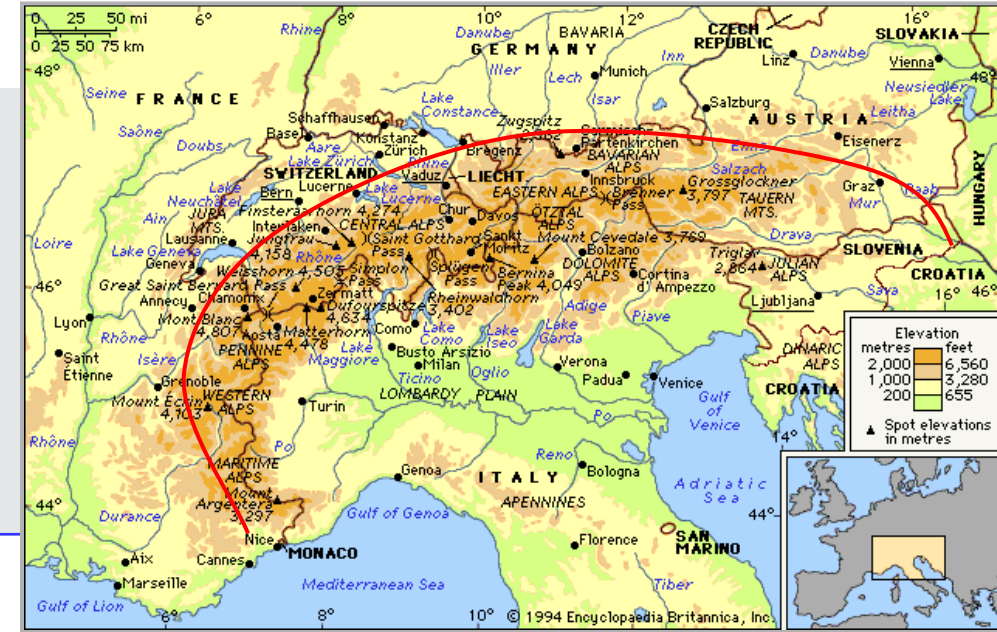 0 25 50 mi
0 25 50 75 km
6° 8° 10° 12° 16°
CZECH
REPUBLIC
SLOVAKIA
Rhine
Danube
BAVARIA
GERMANY
Iller
Lech
Munich
Isar
Inn
Linz
Danube
Vienna
48°
48°
Neusiedler
Lake
Leitha
Seine
FRANCE
Saône
Doubs
Schaffhausen
Basel
Konstanz
Lake
Constance
Aare
Zürich
Lake Zürich
Rhine
Bregenz
Zugspitz
Partenkirchen
BAVARIAN
ALPS
Salzburg
AUSTRIA
Enns
Eisenerz
SWITZERLAND
Vaduz
LIECHT.
Innsbruck
EASTERN ALPS
Brenner
Pass
Salzach
Grossglockner
3,797
TAUERN
MTS.
Graz
Mur
Raab
HUNGARY
Bern
Lucerne
Lake
Lucerne
Lake
Neuchâtel
JURA
MTS.
Ain
Finsteraarhorn 4,274
Interlaken
CENTRAL ALPS
Chur
Davos
ÖTZTAL
ALPS
Loire
Lausanne
Jungfrau
4,158
Saint Gotthard
Pass
Sankt
Moritz
Mount Cevedale 3,769
Drava
SLOVENIA
Lake Geneva
Geneva
Rhône
Simplon
Pass
Splügen
Pass
Bernina
Peak 4,049
Bolzano
DOLOMITE
ALPS
Cortina
d'Ampezzo
Triglav
2,864
JULIAN
ALPS
CROATIA
Weisshorn 4,505
Great Saint Bernard Pass
46°
16° 46°
Annecy
Chamonix
Zermatt
Dufourspitze
4,634
Rheinwaldhorn
3,402
Adige
Ljubljana
Sava
Lyon
Mont Blanc
4,807
Aosta
Matterhorn
4,478
Como
Lake
Como
Lake
Iseo
Lake
Garda
Piave
Rhône
PENNINE
ALPS
Lake
Maggiore
Busto Arsizio
Milan
Verona
Padua
Venice
DINARIC
ALPS
Saint
Étienne
Isère
Grenoble
Mount Écrin
4,103
WESTERN
ALPS
Ticino
Oglio
LOMBARDY PLAIN
Turin
Po
Po
Gulf
of
Venice
CROATIA
14°
Elevation
metres feet
2,000 6,560
1,000 3,280
200 655
Spot elevations
in metres
Rhône
MARITIME
ALPS
Mount
Argentera
3,297
Genoa
ITALY
Reno
Bologna
APENNINES
Adriatic
Sea
44°
44°
Durance
Gulf of Genoa
Nice
MONACO
Florence
SAN
MARINO
Aix
Cannes
Marseille
Mediterranean Sea
Tiber
Gulf of Lion
6° 8° 10°
© 1994 Encyclopaedia Britannica, Inc.